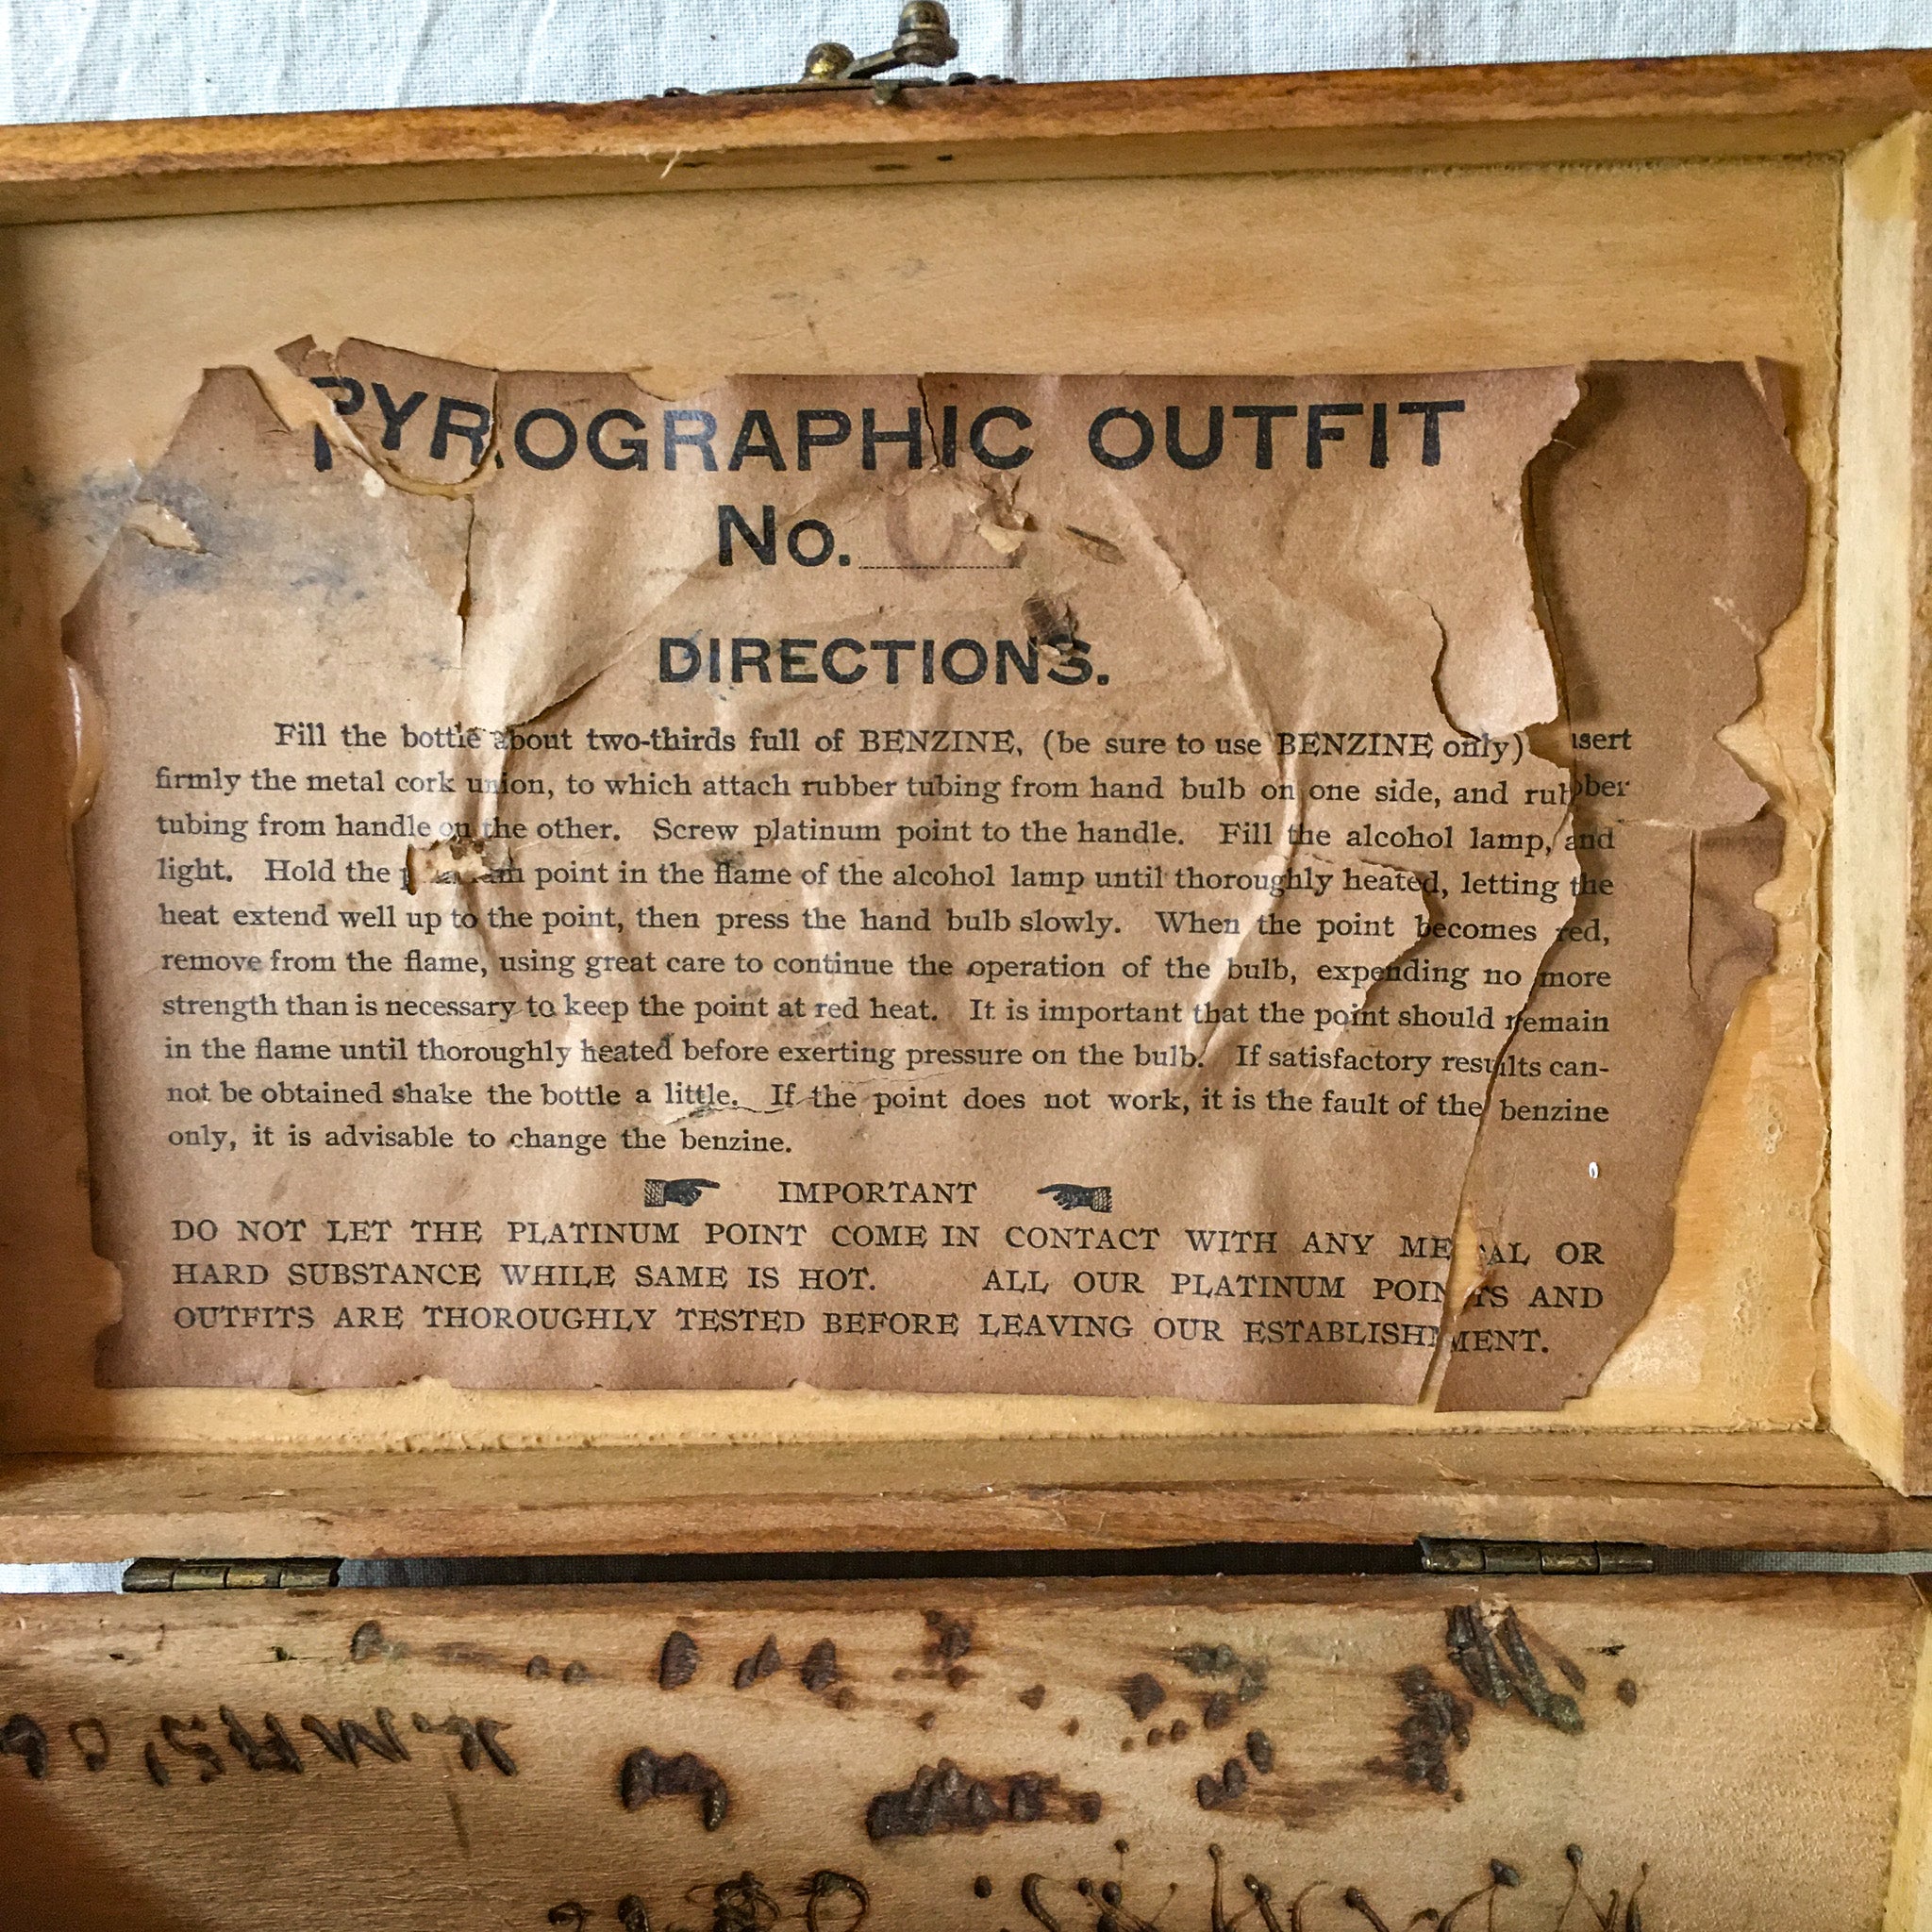 PYROGRAPHIC OUTFIT
No.
DIRECTIONS.
Fill the bottle about two-thirds full of BENZINE, (be sure to use BENZINE only) nsert
firmly the metal cork union, to which attach rubber tubing from hand bulb on one side, and rubber
tubing from handle on the other. Screw platinum point to the handle. Fill the alcohol lamp, and
light. Hold the point in the flame of the alcohol lamp until thoroughly heated, letting the
heat extend well up to the point, then press the hand bulb slowly. When the point becomes red,
remove from the flame, using great care to continue the operation of the bulb, expending no more
strength than is necessary to keep the point at red heat. It is important that the point should remain
in the flame until thoroughly heated before exerting pressure on the bulb. If satisfactory results can-
not be obtained shake the bottle a little. If the point does not work, it is the fault of the benzine
only, it is advisable to change the benzine.
IMPORTANT
DO NOT LET THE PLATINUM POINT COME IN CONTACT WITH ANY METAL OR
HARD SUBSTANCE WHILE SAME IS HOT. ALL OUR PLATINUM POINTS AND
OUTFITS ARE THOROUGHLY TESTED BEFORE LEAVING OUR ESTABLISHMENT.